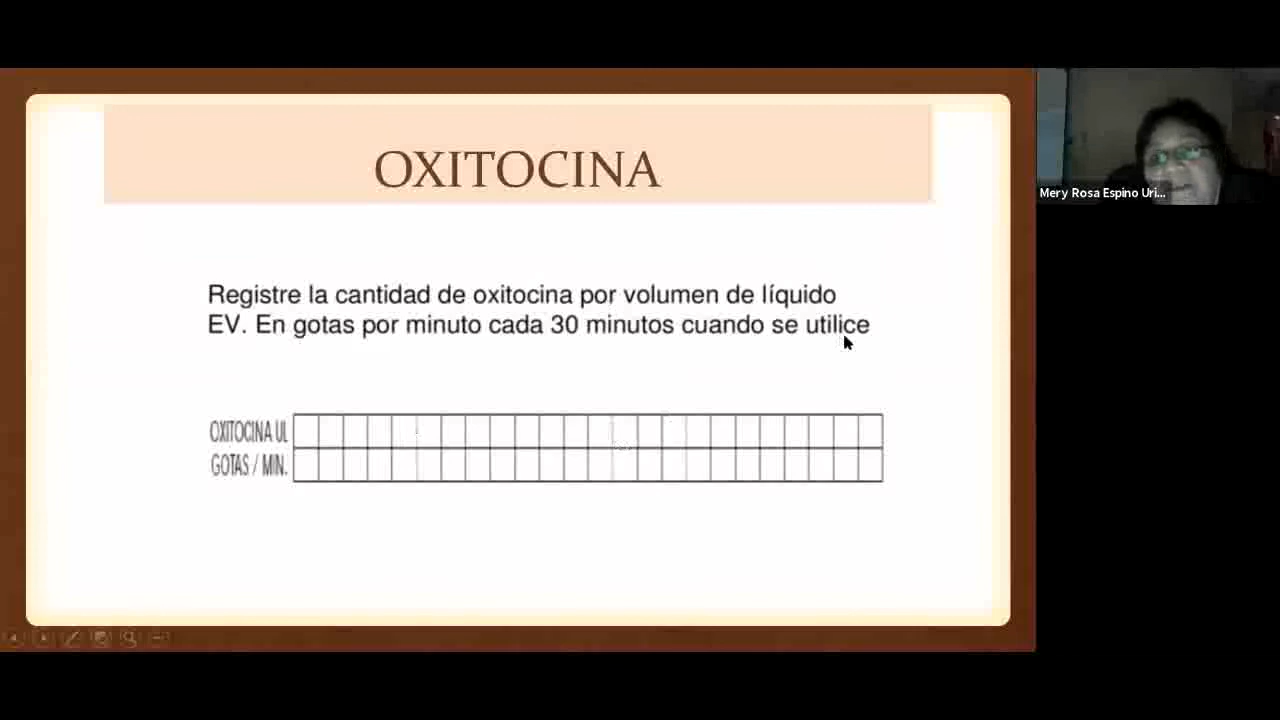 OXITOCINA
Mery Rosa Espino Uri...
Registre la cantidad de oxitocina por volumen de líquido
EV. En gotas por minuto cada 30 minutos cuando se utilice
OXITOCINA UL
GOTAS / MIN.